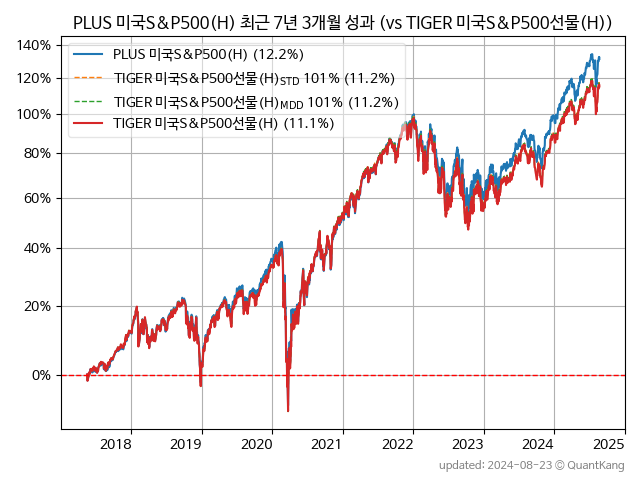 PLUS 미국S&P500(H) 최근 7년 3개월 성과 (vs TIGER 미국S&P500선물(H))
PLUS 미국S&P500(H) (12.2%)
TIGER 미국S&P500선물(H)STD 101% (11.2%)
TIGER 미국S&P500선물(H)MDD 101% (11.2%)
TIGER 미국S&P500선물(H) (11.1%)
140%
120%
100%
80%
60%
40%
20%
0%
2018 2019 2020 2021 2022 2023 2024 2025
updated: 2024-08-23 © QuantKang